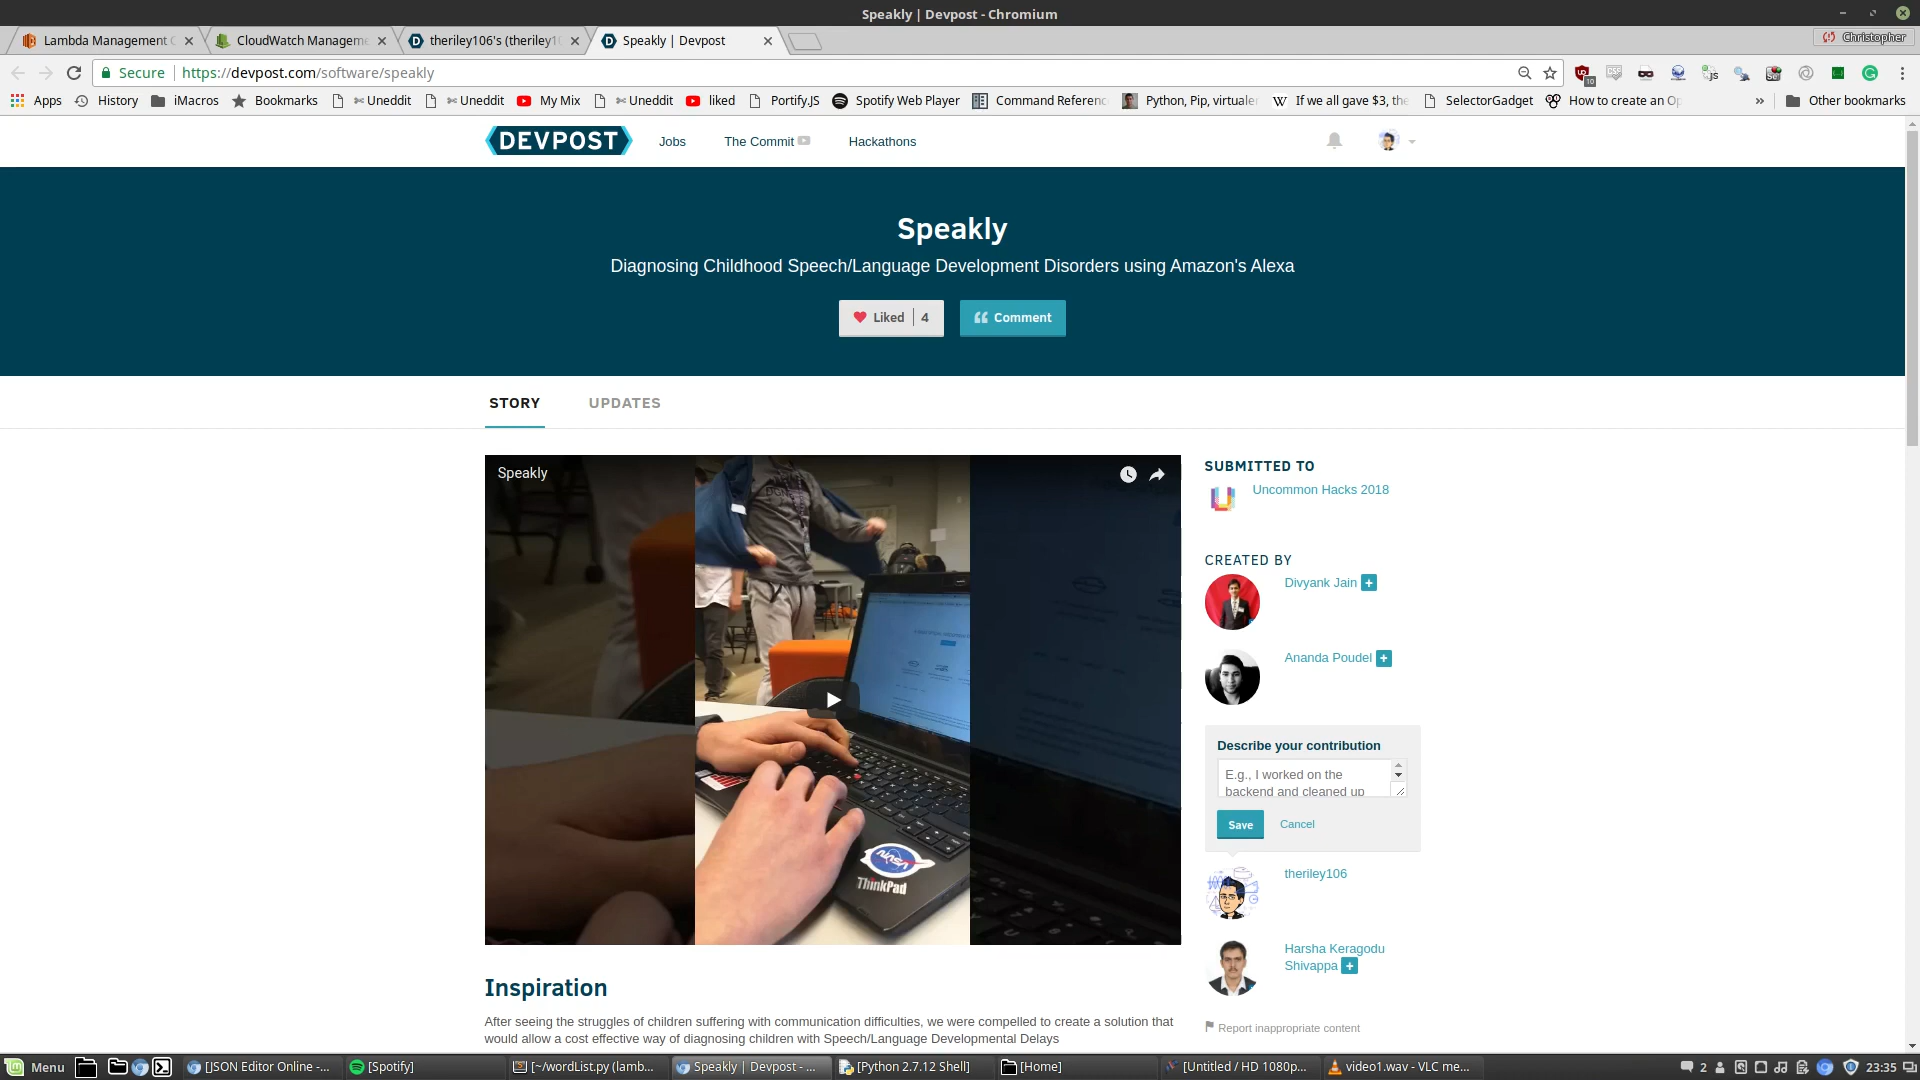 Speakly | Devpost - Chromium
Lambda Management C
CloudWatch Manageme
theriley106's (theriley10
Speakly | Devpost
Christopher
Secure
https://devpost.com/software/speakly
10
Apps
History
iMacros
Bookmarks
Uneddit
Uneddit
My Mix
Uneddit
liked
Portify.JS
Spotify Web Player
Command Referenc
Python, Pip, virtualen
If we all gave $3, the
SelectorGadget
How to create an Op
»
Other bookmarks
DEVPOST
Jobs
The Commit
Hackathons
Speakly
Diagnosing Childhood Speech/Language Development Disorders using Amazon's Alexa
Liked 4
Comment
STORY
UPDATES
Speakly
ThinkPad
SUBMITTED TO
Uncommon Hacks 2018
CREATED BY
Divyank Jain +
Ananda Poudel +
Describe your contribution
E.g., I worked on the
backend and cleaned up
Save
Cancel
theriley106
Harsha Keragodu
Shivappa +
Report inappropriate content
Inspiration
After seeing the struggles of children suffering with communication difficulties, we were compelled to create a solution that
would allow a cost effective way of diagnosing children with Speech/Language Developmental Delays
Menu
[JSON Editor Online -...
[Spotify]
[~/wordList.py (lamb...
Speakly | Devpost - ...
[Python 2.7.12 Shell]
[Home]
[Untitled / HD 1080p...
video1.wav - VLC me...
2
23:35